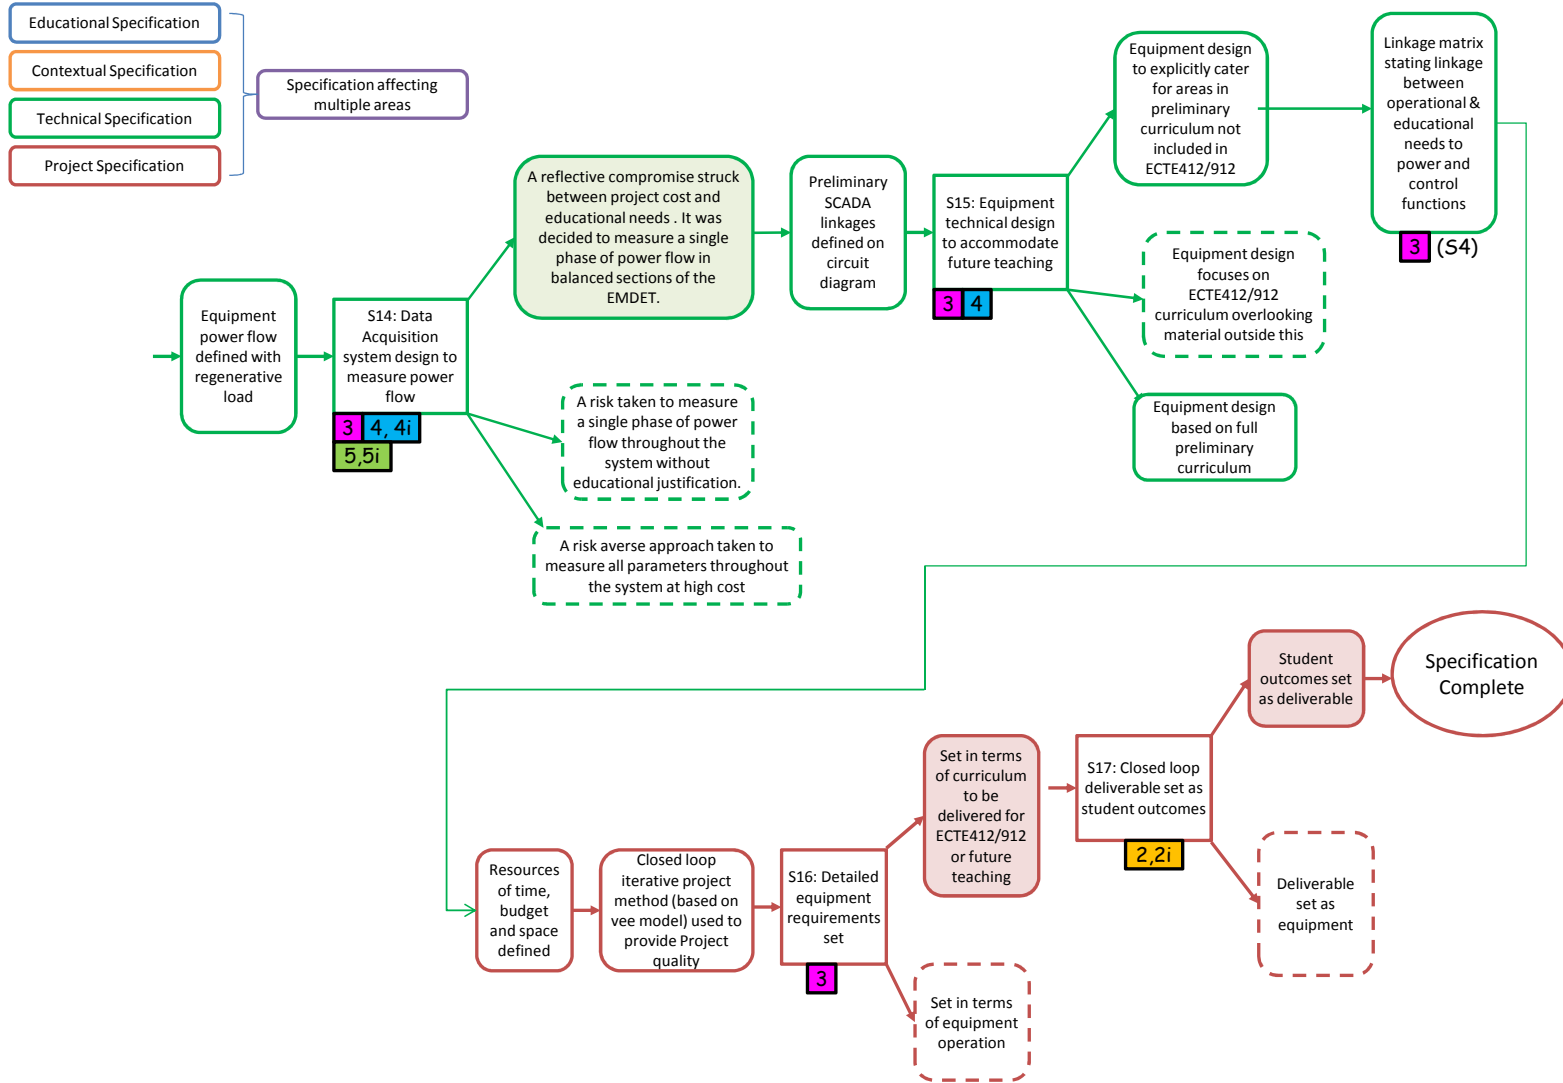 Educational Specification
Contextual Specification
Technical Specification
Project Specification
Specification affecting
multiple areas
Equipment
power flow
defined with
regenerative
load
S14: Data
Acquisition
system design to
measure power
flow
3
4, 4i
5,5i
A reflective compromise struck
between project cost and
educational needs . It was
decided to measure a single
phase of power flow in
balanced sections of the
EMDET.
A risk taken to measure
a single phase of power
flow throughout the
system without
educational justification.
A risk averse approach taken to
measure all parameters throughout
the system at high cost
Preliminary
SCADA
linkages
defined on
circuit
diagram
S15: Equipment
technical design
to accommodate
future teaching
3
4
Equipment design
to explicitly cater
for areas in
preliminary
curriculum not
included in
ECTE412/912
Equipment design
focuses on
ECTE412/912
curriculum overlooking
material outside this
Equipment design
based on full
preliminary
curriculum
Linkage matrix
stating linkage
between
operational &
educational
needs to
power and
control
functions
3 (S4)
Resources
of time,
budget
and space
defined
Closed loop
iterative project
method (based on
vee model) used to
provide Project
quality
S16: Detailed
equipment
requirements
set
3
Set in terms
of curriculum
to be
delivered for
ECTE412/912
or future
teaching
Set in terms
of equipment
operation
S17: Closed loop
deliverable set as
student outcomes
2,2i
Student
outcomes set
as deliverable
Deliverable
set as
equipment
Specification
Complete